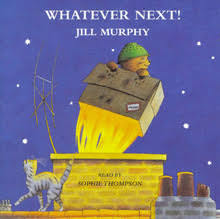 WHATEVER NEXT!
JILL MURPHY
READ BY
SOPHIE THOMPSON